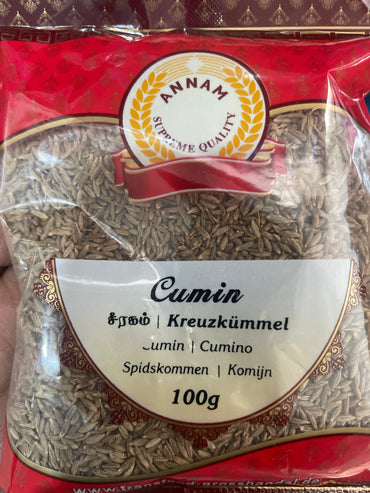 ANNAM
SUPREME QUALITY
Cumin
சீரகம் | Kreuzkümmel
Cumin | Cumino
Spidskommen | Komijn
100g